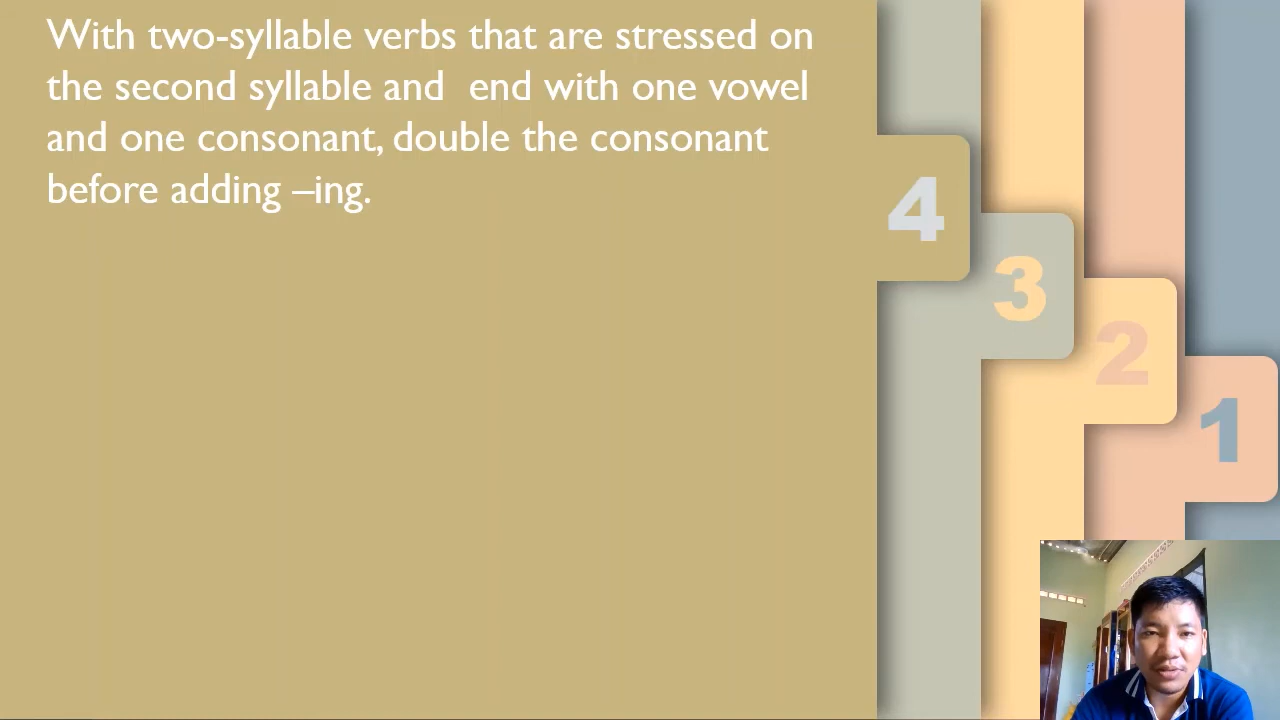 With two-syllable verbs that are stressed on
the second syllable and  end with one vowel
and one consonant, double the consonant
before adding –ing.
4
3
2
1